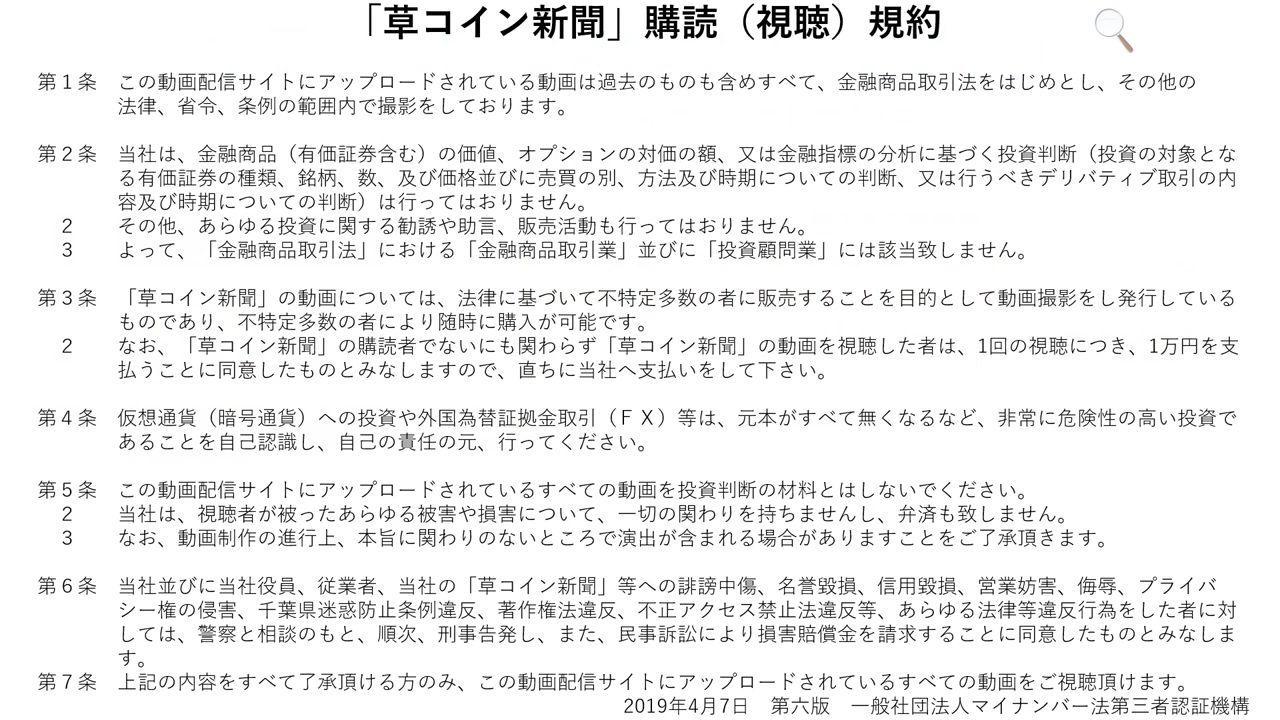 「草コイン新聞」購読（視聴）規約
第１条　この動画配信サイトにアップロードされている動画は過去のものも含めすべて、金融商品取引法をはじめとし、その他の
法律、省令、条例の範囲内で撮影をしております。
第２条　当社は、金融商品（有価証券含む）の価値、オプションの対価の額、又は金融指標の分析に基づく投資判断（投資の対象とな
る有価証券の種類、銘柄、数、及び価格並びに売買の別、方法及び時期についての判断、又は行うべきデリバティブ取引の内
容及び時期についての判断）は行ってはおりません。
２　その他、あらゆる投資に関する勧誘や助言、販売活動も行ってはおりません。
３　よって、「金融商品取引法」における「金融商品取引業」並びに「投資顧問業」には該当致しません。
第３条　「草コイン新聞」の動画については、法律に基づいて不特定多数の者に販売することを目的として動画撮影をし発行している
ものであり、不特定多数の者により随時に購入が可能です。
２　なお、「草コイン新聞」の購読者でないにも関わらず「草コイン新聞」の動画を視聴した者は、1回の視聴につき、1万円を支
払うことに同意したものとみなしますので、直ちに当社へ支払いをして下さい。
第４条　仮想通貨（暗号通貨）への投資や外国為替証拠金取引（ＦＸ）等は、元本がすべて無くなるなど、非常に危険性の高い投資で
あることを自己認識し、自己の責任の元、行ってください。
第５条　この動画配信サイトにアップロードされているすべての動画を投資判断の材料とはしないでください。
２　当社は、視聴者が被ったあらゆる被害や損害について、一切の関わりを持ちませんし、弁済も致しません。
３　なお、動画制作の進行上、本旨に関わりのないところで演出が含まれる場合がありますことをご了承頂きます。
第６条　当社並びに当社役員、従業者、当社の「草コイン新聞」等への誹謗中傷、名誉毀損、信用毀損、営業妨害、侮辱、プライバ
シー権の侵害、千葉県迷惑防止条例違反、著作権法違反、不正アクセス禁止法違反等、あらゆる法律等違反行為をした者に対
しては、警察と相談のもと、順次、刑事告発し、また、民事訴訟により損害賠償金を請求することに同意したものとみなしま
す。
第７条　上記の内容をすべて了承頂ける方のみ、この動画配信サイトにアップロードされているすべての動画をご視聴頂けます。
2019年4月7日　第六版　一般社団法人マイナンバー法第三者認証機構